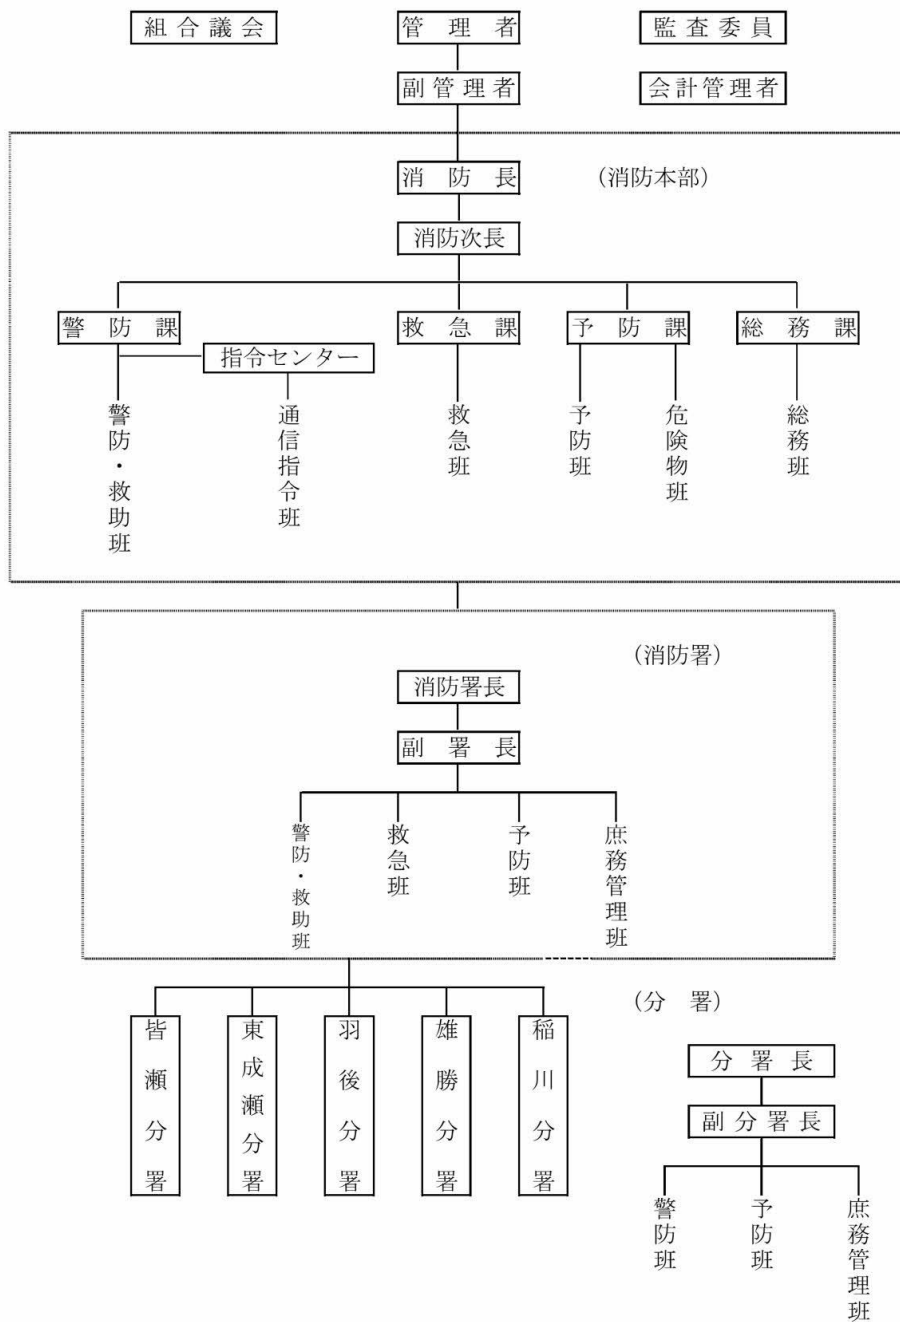 組合議会
管理者
監査委員
副管理者
会計管理者
消防長
（消防本部）
消防次長
警防課
救急課
予防課
総務課
指令センター
警防・救助班
通信指令班
救急班
予防班
危険物班
総務班
（消防署）
消防署長
副署長
警防・救助班
救急班
予防班
庶務管理班
（分　署）
皆瀬分署
東成瀬分署
羽後分署
雄勝分署
稲川分署
分署長
副分署長
警防班
予防班
庶務管理班